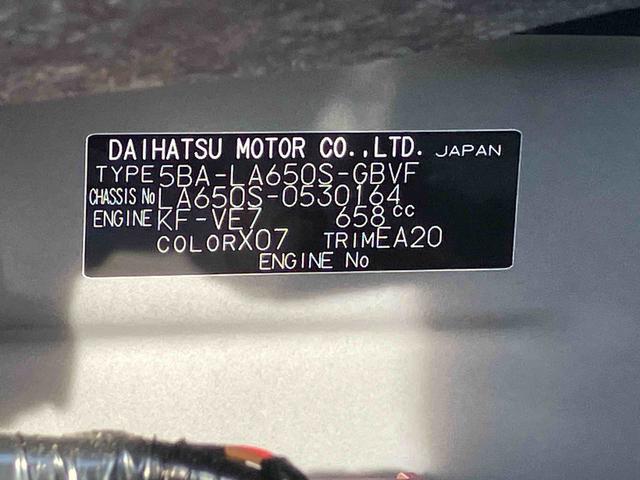 DAIHATSU MOTOR CO.,LTD. JAPAN
TYPE 5BA-LA650S-GBVF
CHASSIS No LA650S-0530164
ENGINE KF-VE7 658cc
COLOR X07 TRIM EA20
ENGINE No